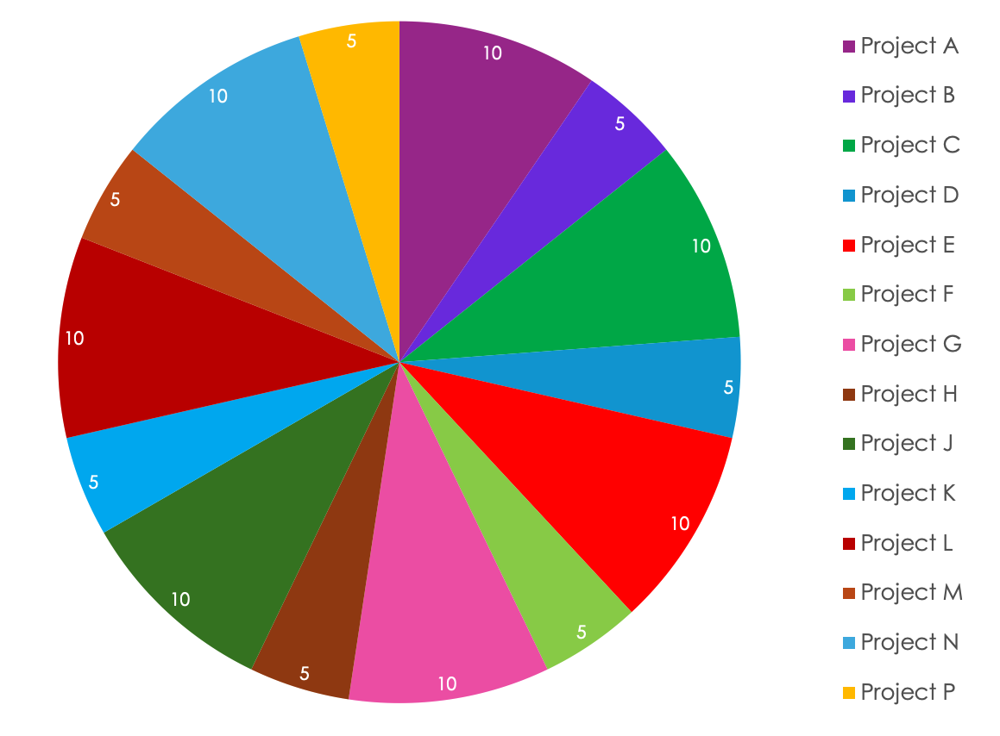 10
5
10
5
10
5
10
5
10
5
10
5
10
5
Project A
Project B
Project C
Project D
Project E
Project F
Project G
Project H
Project J
Project K
Project L
Project M
Project N
Project P